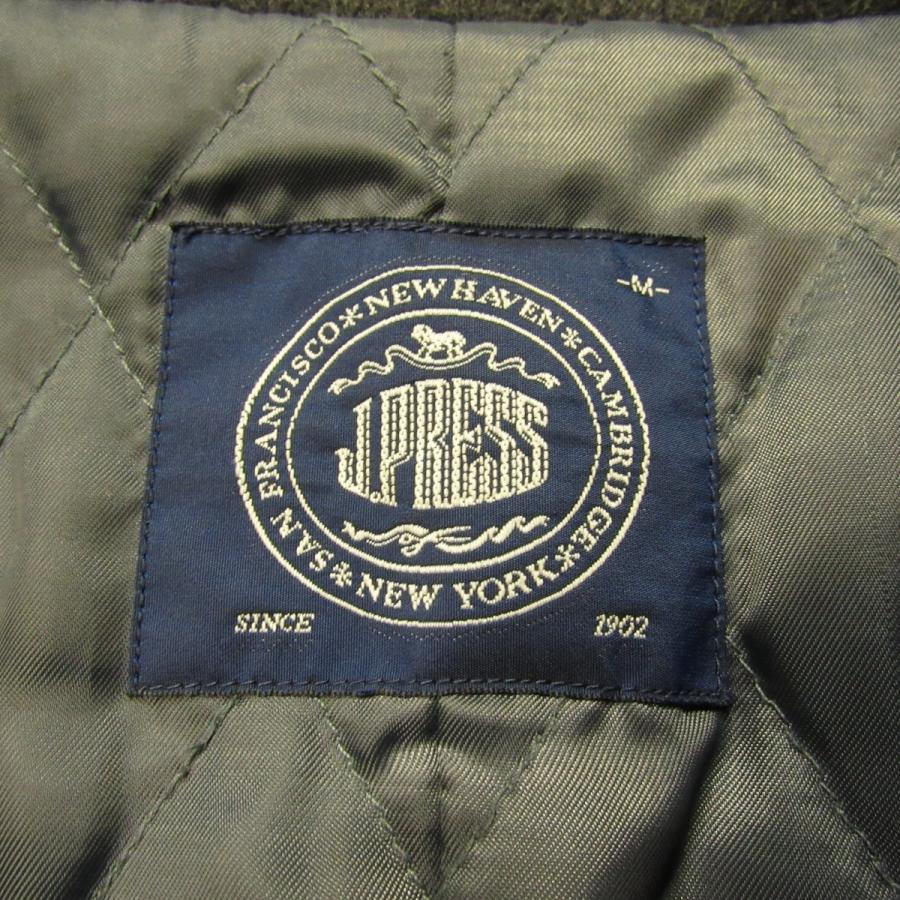 -M-
NEW HAVEN * CAMBRIDGE * NEW YORK * SAN FRANCISCO *
J.PRESS
SINCE 1902